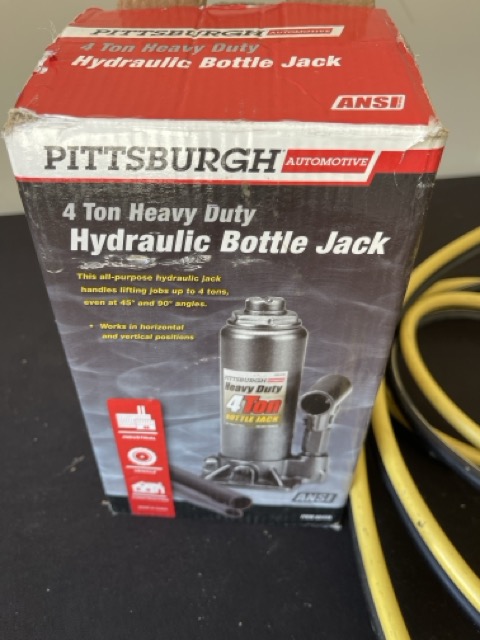 PITTSBURGH AUTOMOTIVE
4 Ton Heavy Duty
Hydraulic Bottle Jack
ANSI
PITTSBURGH AUTOMOTIVE
4 Ton Heavy Duty
Hydraulic Bottle Jack
This all-purpose hydraulic jack
handles lifting jobs up to 4 tons,
even at 45° and 90° angles.
• Works in horizontal
and vertical positions
PITTSBURGH
Heavy Duty
4 Ton
BOTTLE JACK
INDUSTRIAL
ANSI